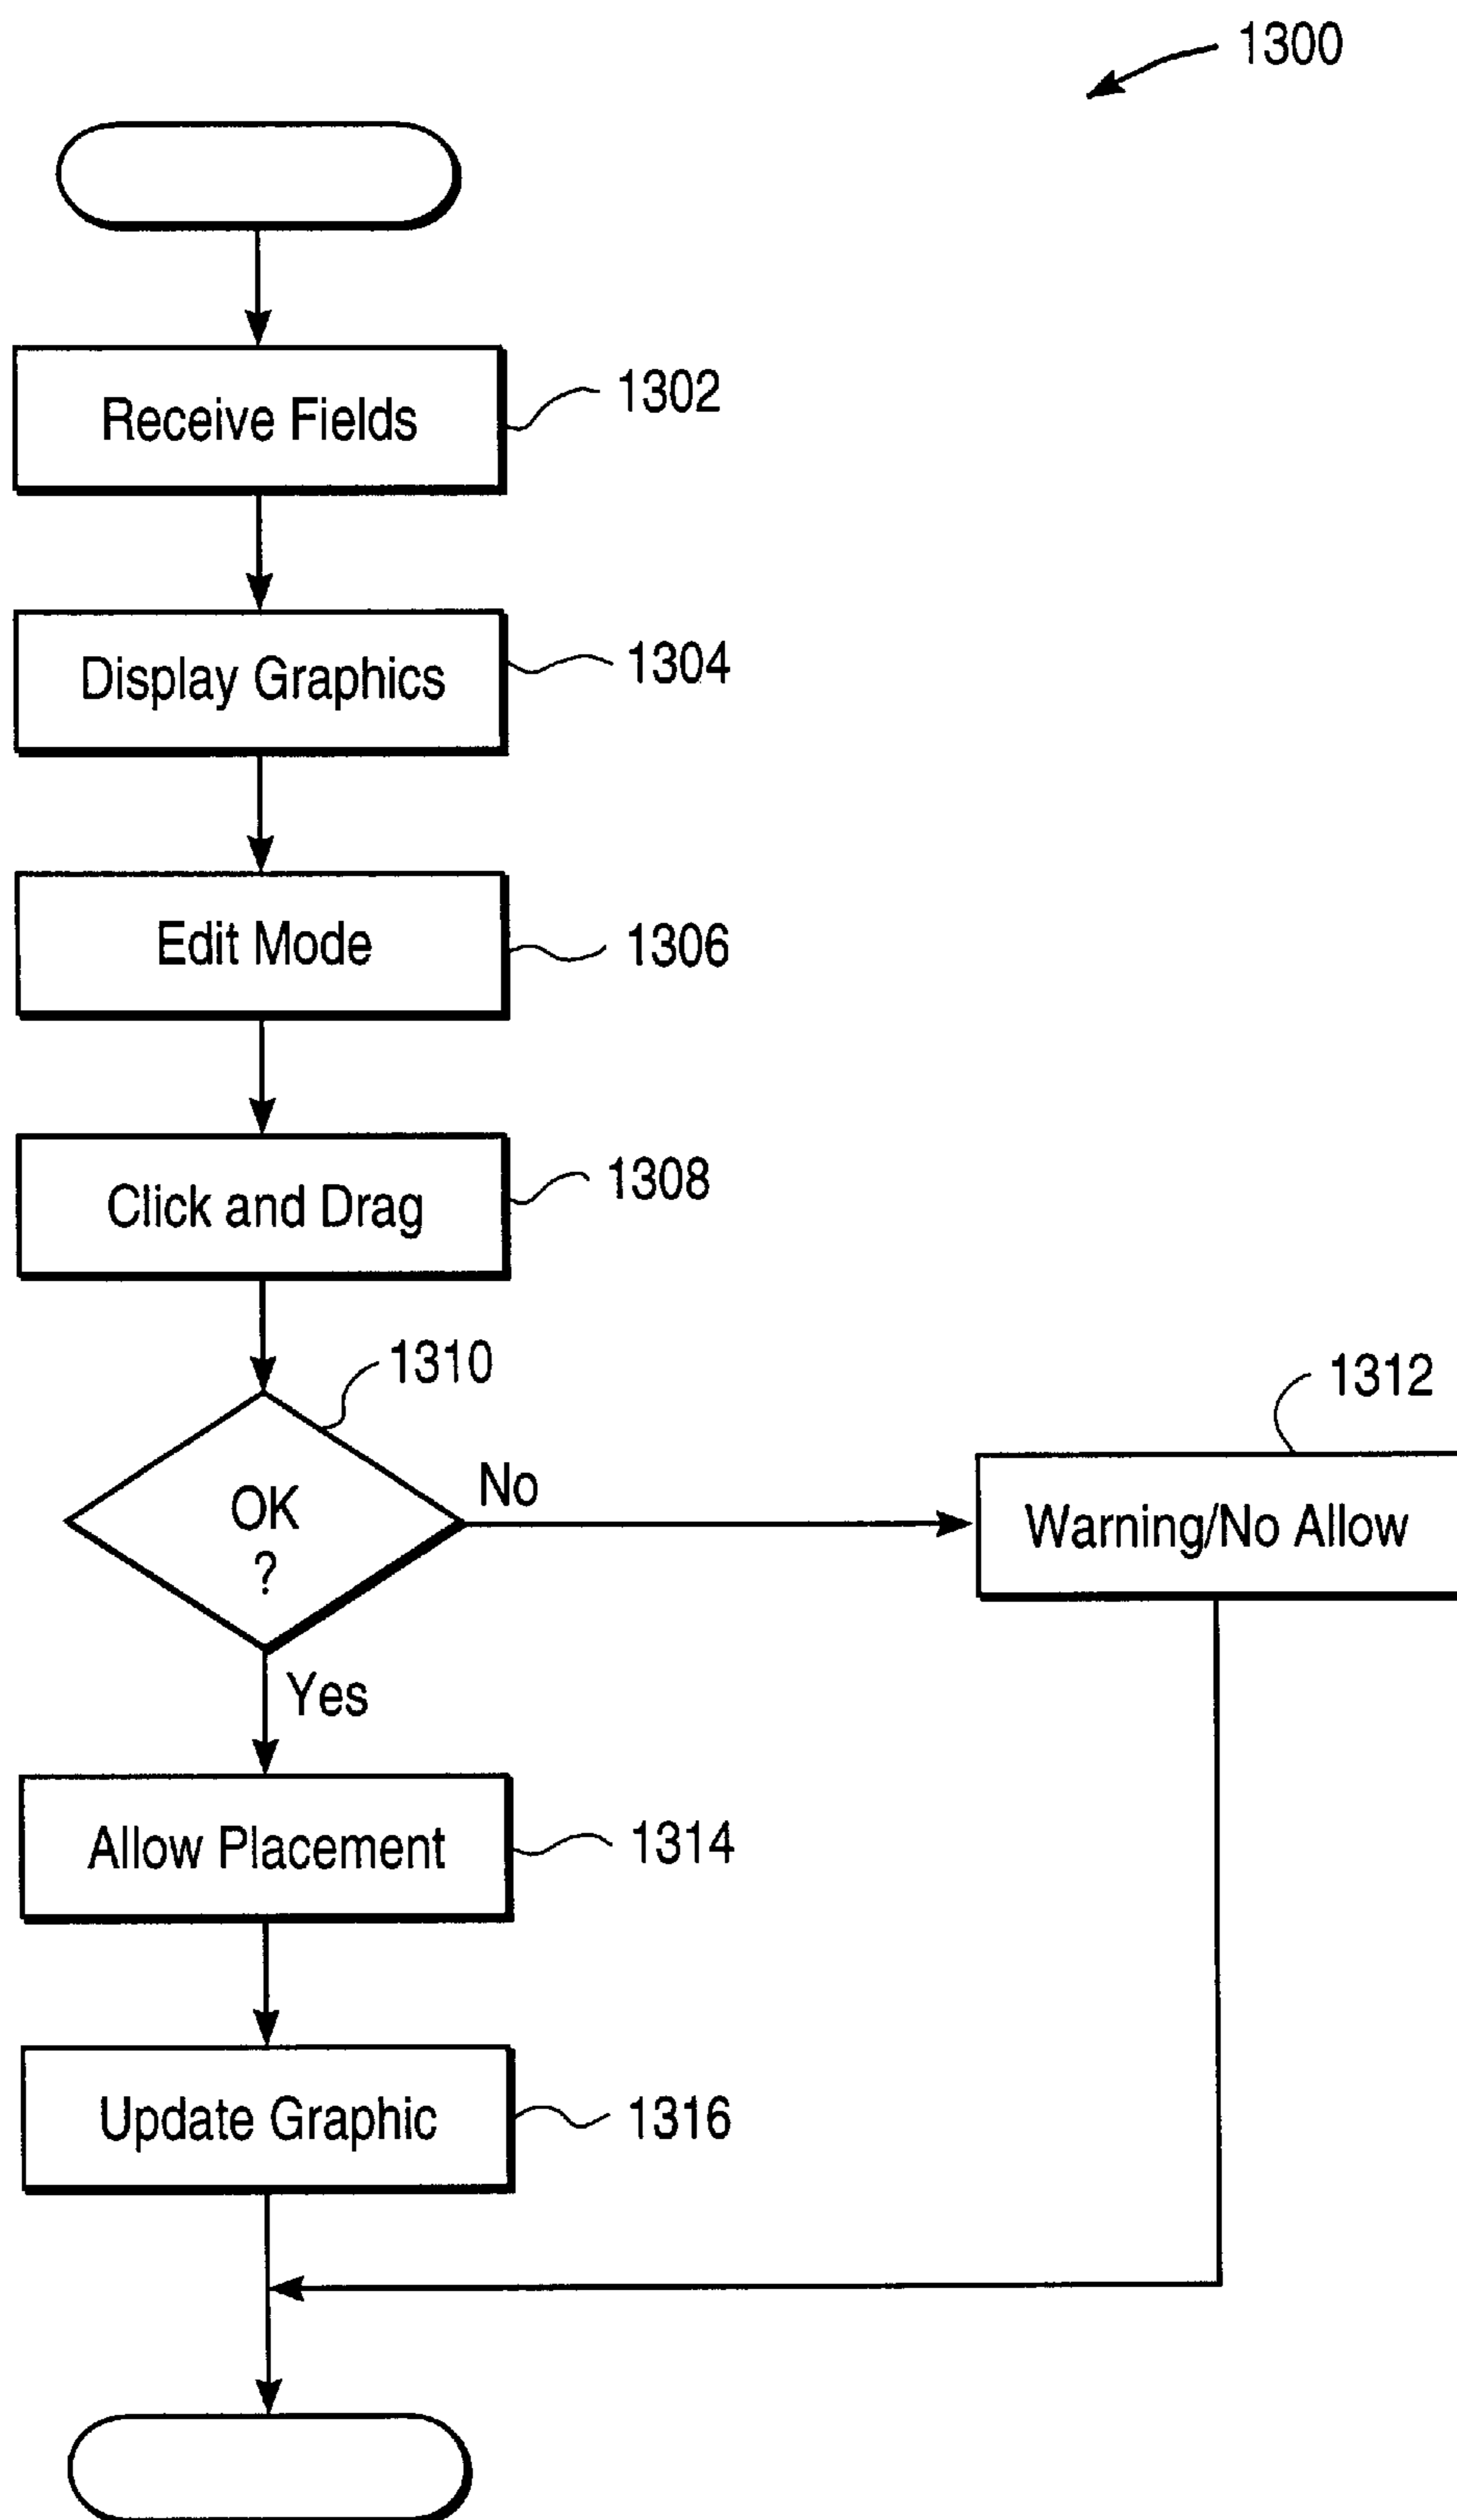 1300
Receive Fields
1302
Display Graphics
1304
Edit Mode
1306
Click and Drag
1308
1310
OK
?
No
1312
Warning/No Allow
Yes
Allow Placement
1314
Update Graphic
1316